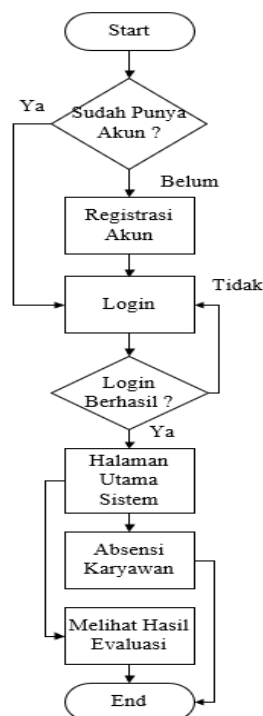 Start
Ya
Sudah Punya
Akun ?
Belum
Registrasi
Akun
Login
Tidak
Login
Berhasil ?
Ya
Halaman
Utama
Sistem
Absensi
Karyawan
Melihat Hasil
Evaluasi
End